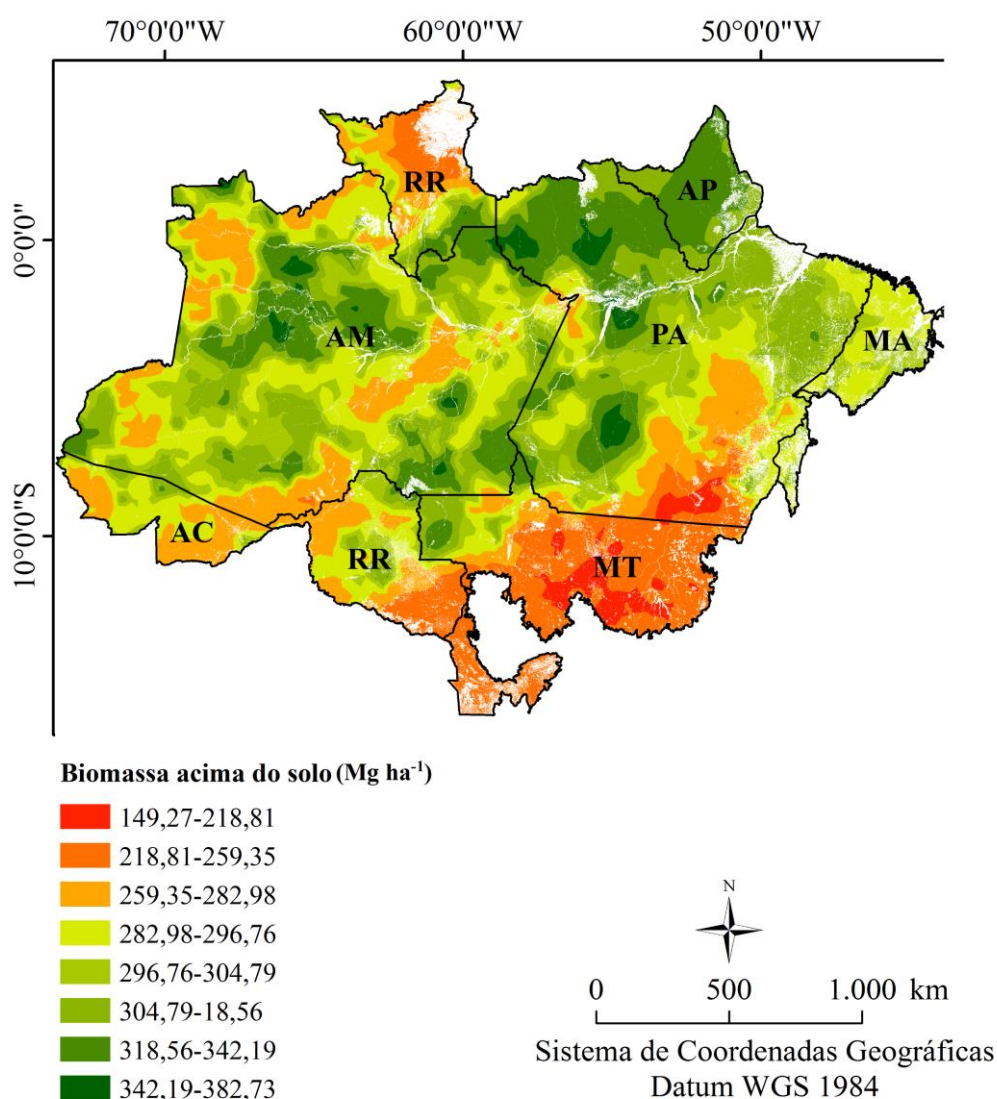 70°0'0"W 60°0'0"W 50°0'0"W
0°0'0"
10°0'0"S
RR
AP
AM
PA
MA
AC
RR
MT
Biomassa acima do solo (Mg ha⁻¹)
149,27-218,81
218,81-259,35
259,35-282,98
282,98-296,76
296,76-304,79
304,79-18,56
318,56-342,19
342,19-382,73
N
0 500 1.000 km
Sistema de Coordenadas Geográficas
Datum WGS 1984